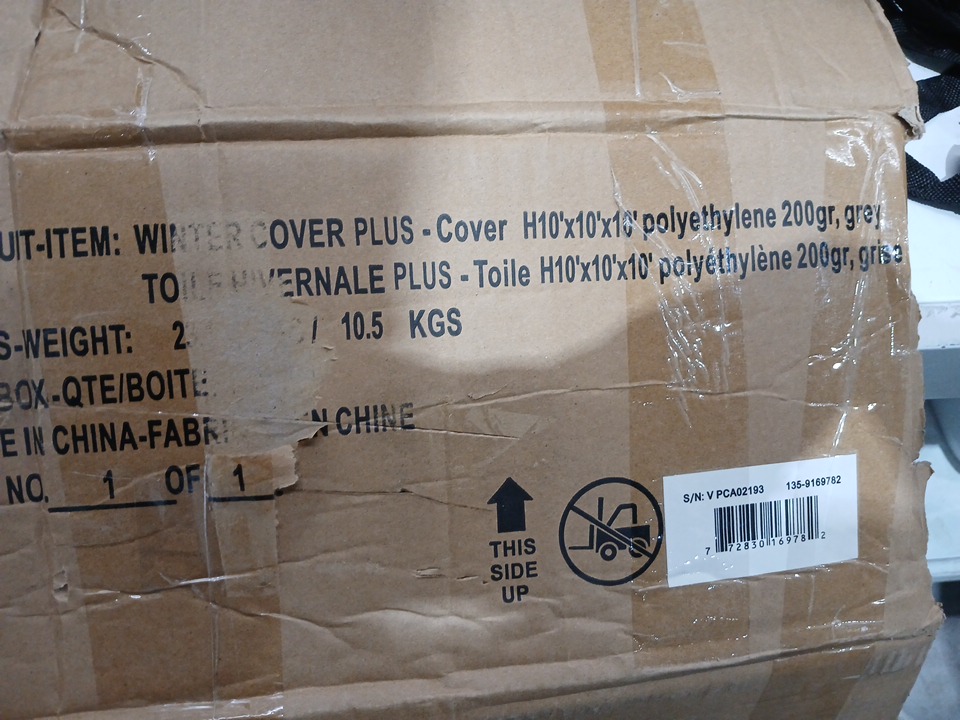 UIT-ITEM: WINTER COVER PLUS - Cover H10'x10'x10' polyethylene 200gr, grey
TOILE HIVERNALE PLUS - Toile H10'x10'x10' polyéthylène 200gr, grise
S-WEIGHT: / 10.5 KGS
BOX-QTE/BOITE:
E IN CHINA-FABRI N CHINE
NO. 1 OF 1
THIS
SIDE
UP
S/N: V PCA02193 135-9169782
7 72830 16978 2